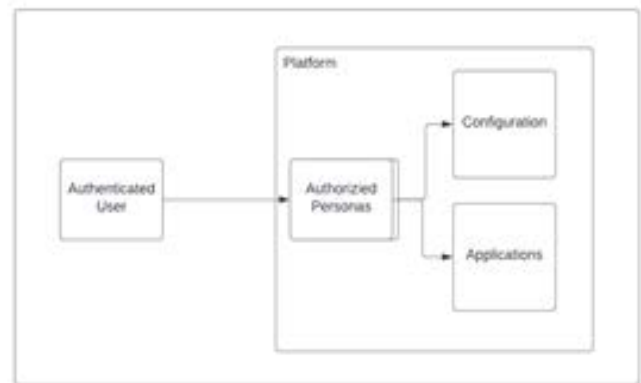 Platform
Configuration
Authenticated
User
Authorizied
Personas
Applications